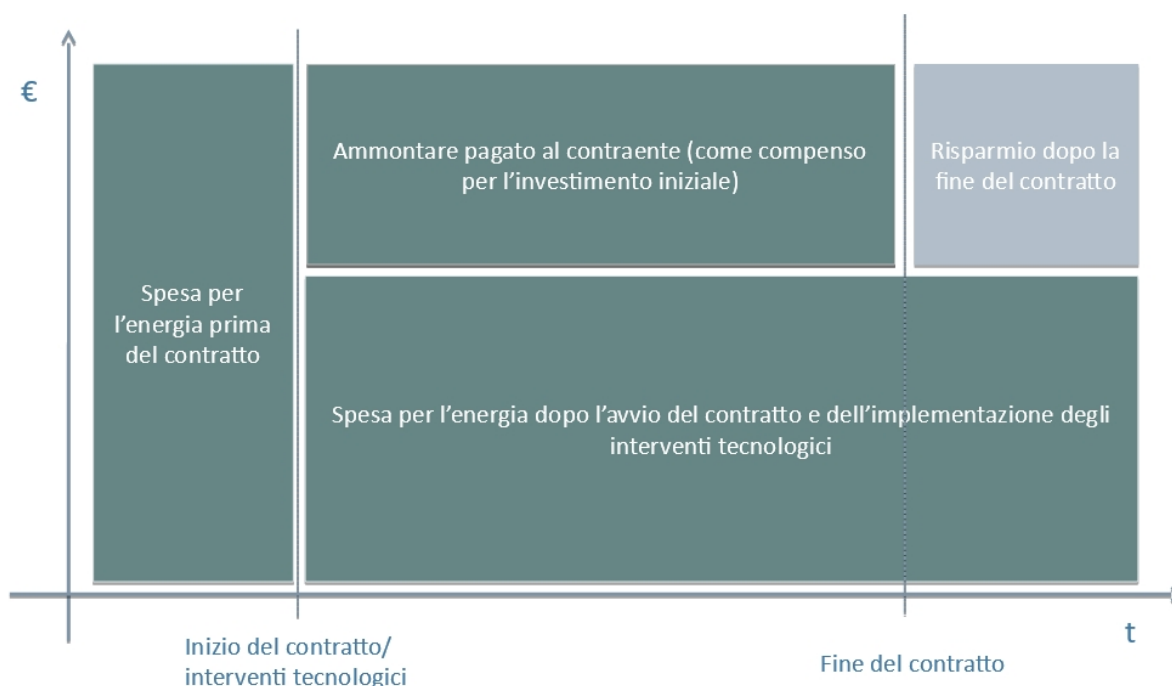 €
Ammontare pagato al contraente (come compenso
per l’investimento iniziale)
Risparmio dopo la
fine del contratto
Spesa per
l’energia prima
del contratto
Spesa per l’energia dopo l’avvio del contratto e dell’implementazione degli
interventi tecnologici
t
Inizio del contratto/
interventi tecnologici
Fine del contratto